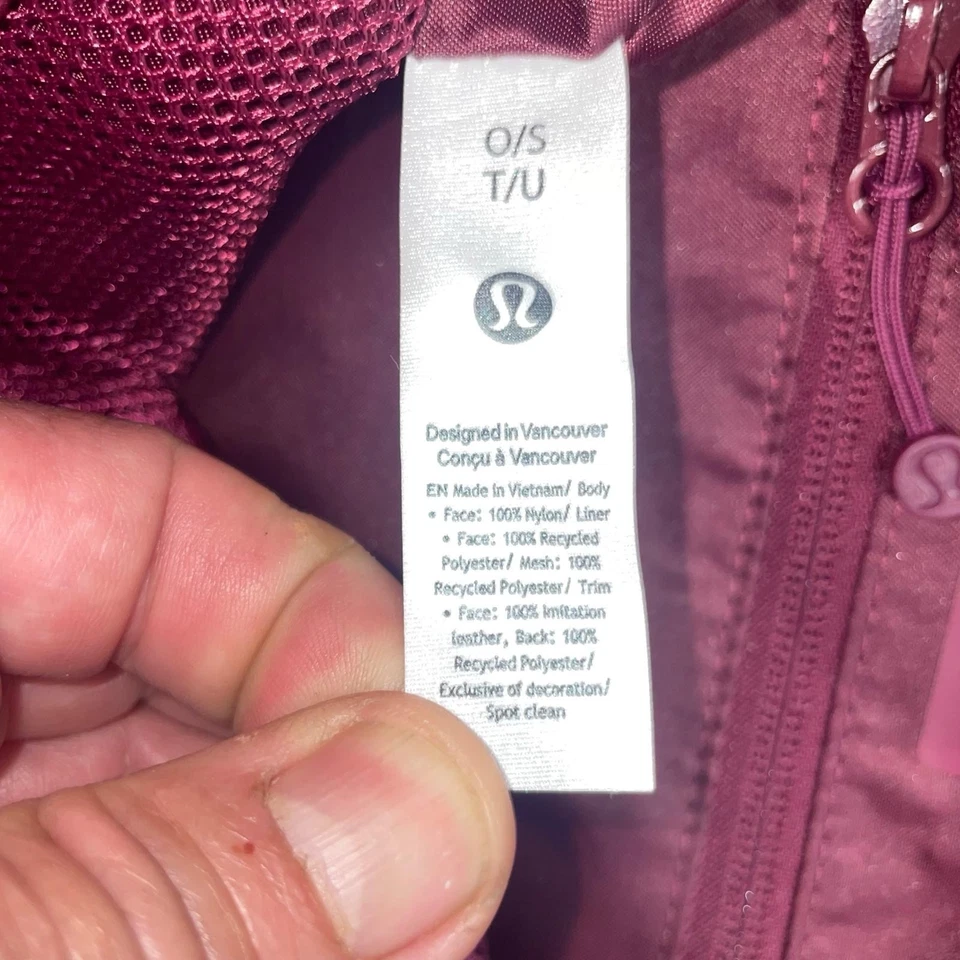 O/S
T/U
Designed in Vancouver
Conçu à Vancouver
EN Made in Vietnam/ Body
• Face: 100% Nylon/ Liner
• Face: 100% Recycled
Polyester/ Mesh: 100%
Recycled Polyester/ Trim
• Face: 100% Imitation
leather, Back: 100%
Recycled Polyester/
Exclusive of decoration/
Spot clean